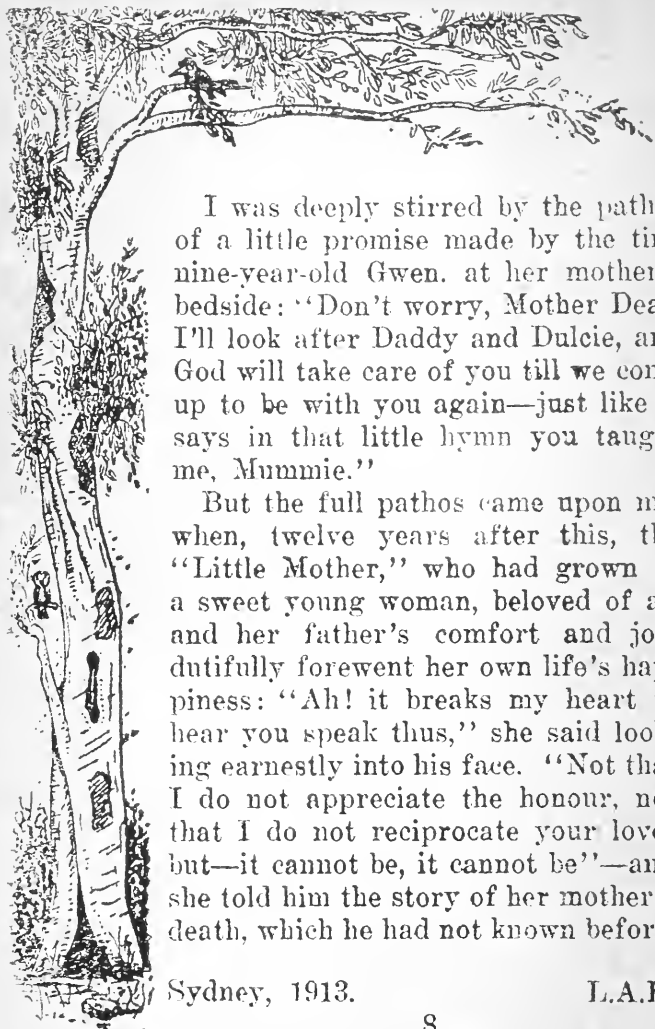 I was deeply stirred by the path
of a little promise made by the ti
nine-year-old Gwen. at her mother
bedside: "Don't worry, Mother Dea
I'll look after Daddy and Dulcie, a
God will take care of you till we com
up to be with you again—just like
says in that little hymn you taug
me, Mummie."
But the full pathos came upon m
when, twelve years after this, th
"Little Mother," who had grown
a sweet young woman, beloved of a
and her father's comfort and jo
dutifully forewent her own life's hap
piness: "Ah! it breaks my heart
hear you speak thus," she said look
ing earnestly into his face. "Not tha
I do not appreciate the honour, no
that I do not reciprocate your love
but—it cannot be, it cannot be"—an
she told him the story of her mother
death, which he had not known befor
Sydney, 1913. L.A.
8